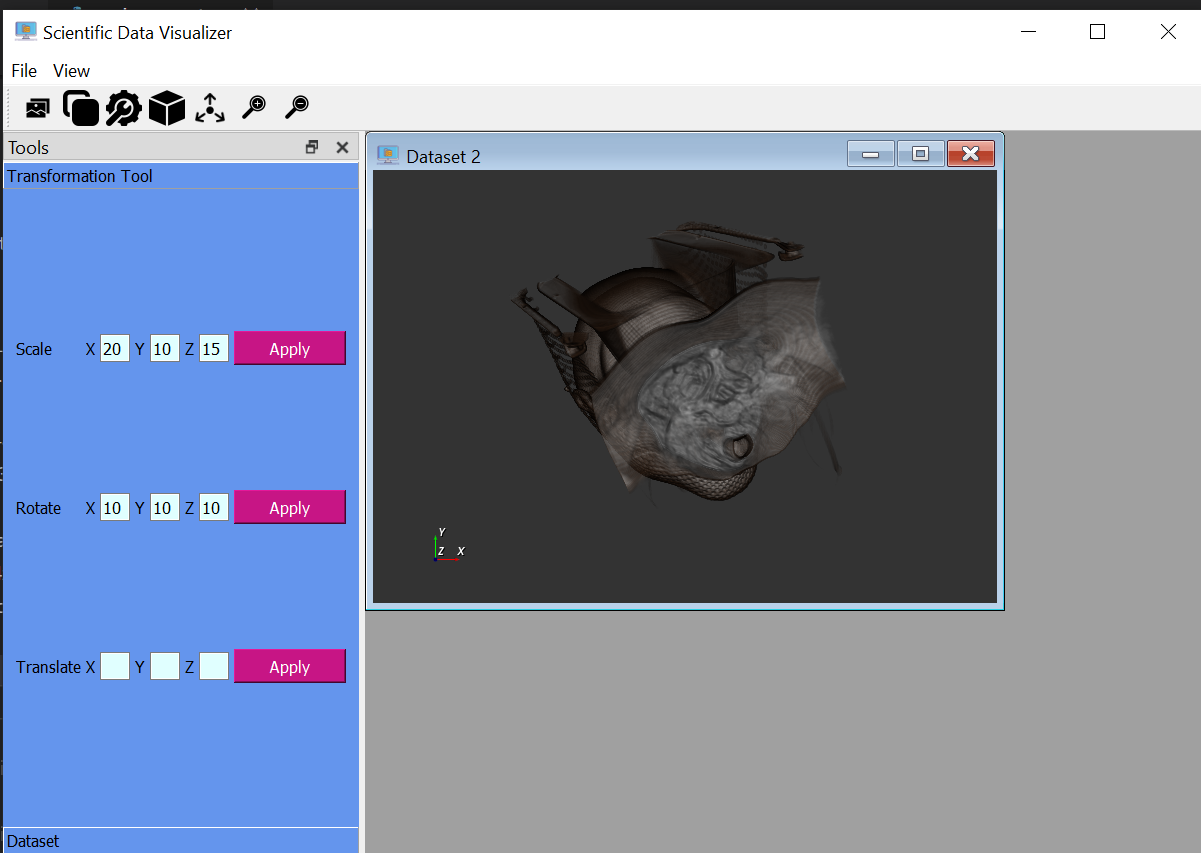 Scientific Data Visualizer
File View
Tools
Transformation Tool
Dataset 2
Scale X 20 Y 10 Z 15 Apply
Rotate X 10 Y 10 Z 10 Apply
Translate X Y Z Apply
Y
Z X
Dataset